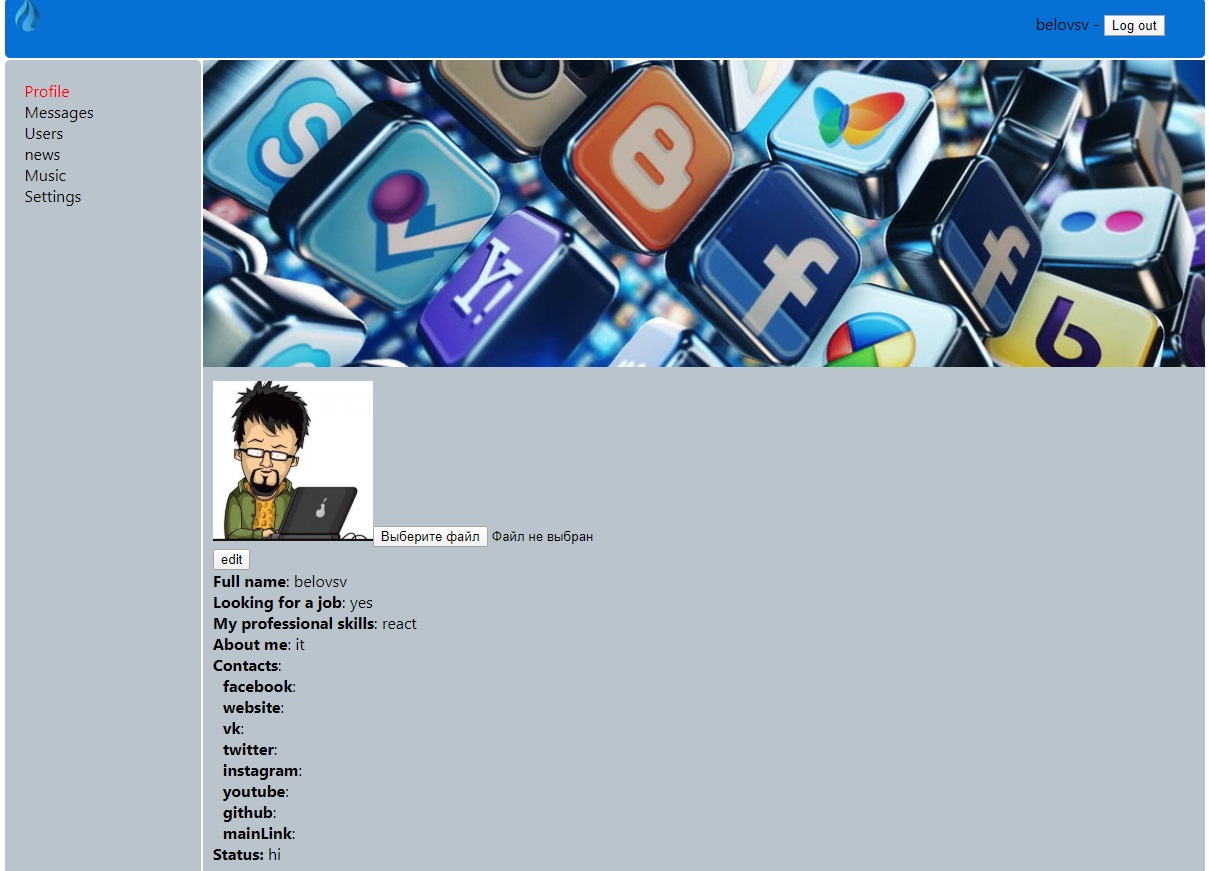 belovsv - Log out
Profile
Messages
Users
news
Music
Settings
S
Y!
f
f
b
Выберите файл Файл не выбран
edit
Full name: belovsv
Looking for a job: yes
My professional skills: react
About me: it
Contacts:
facebook:
website:
vk:
twitter:
instagram:
youtube:
github:
mainLink:
Status: hi